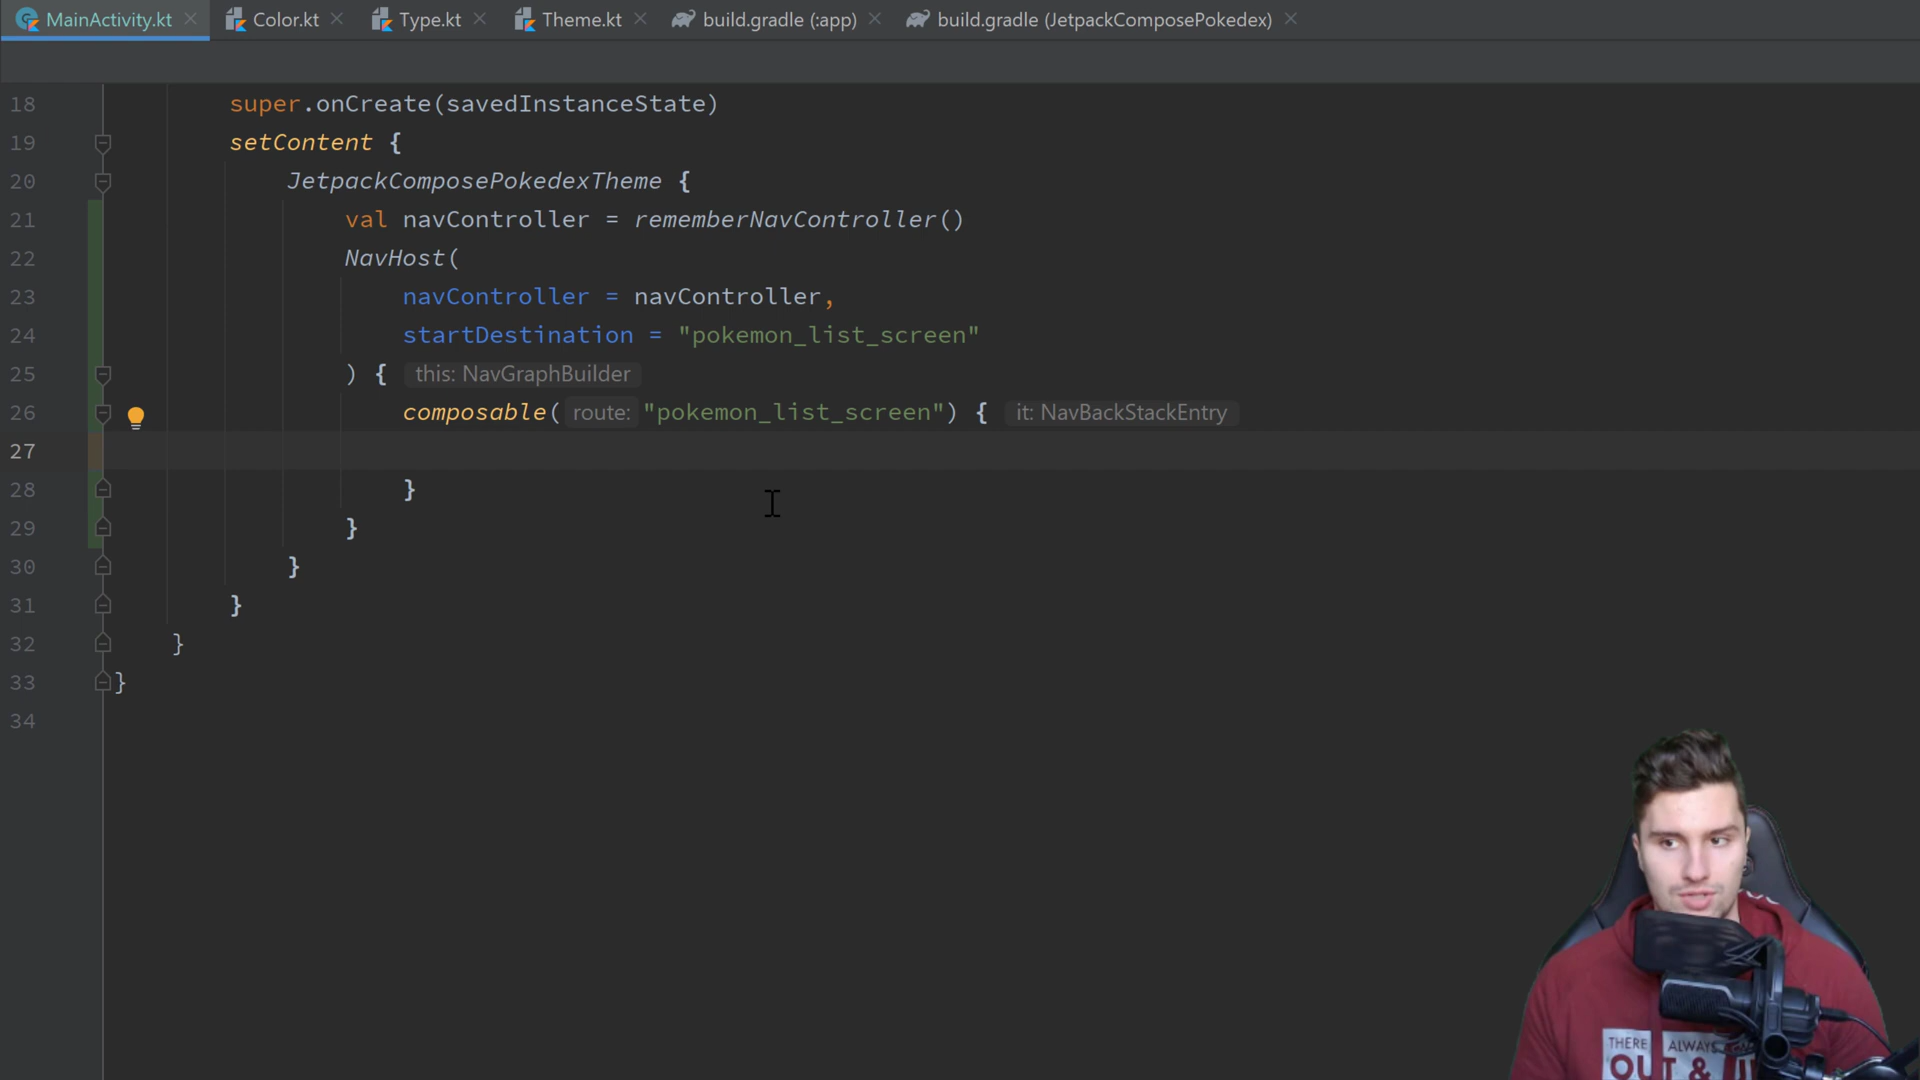 MainActivity.kt
Color.kt
Type.kt
Theme.kt
build.gradle (:app)
build.gradle (JetpackComposePokedex)
18 super.onCreate(savedInstanceState)
19 setContent {
20 JetpackComposePokedexTheme {
21 val navController = rememberNavController()
22 NavHost(
23 navController = navController,
24 startDestination = "pokemon_list_screen"
25 ) { this: NavGraphBuilder
26 composable( route: "pokemon_list_screen") { it: NavBackStackEntry
27
28 }
29 }
30 }
31 }
32 }
33 }
34
THERE
ALWAYS
OUT &